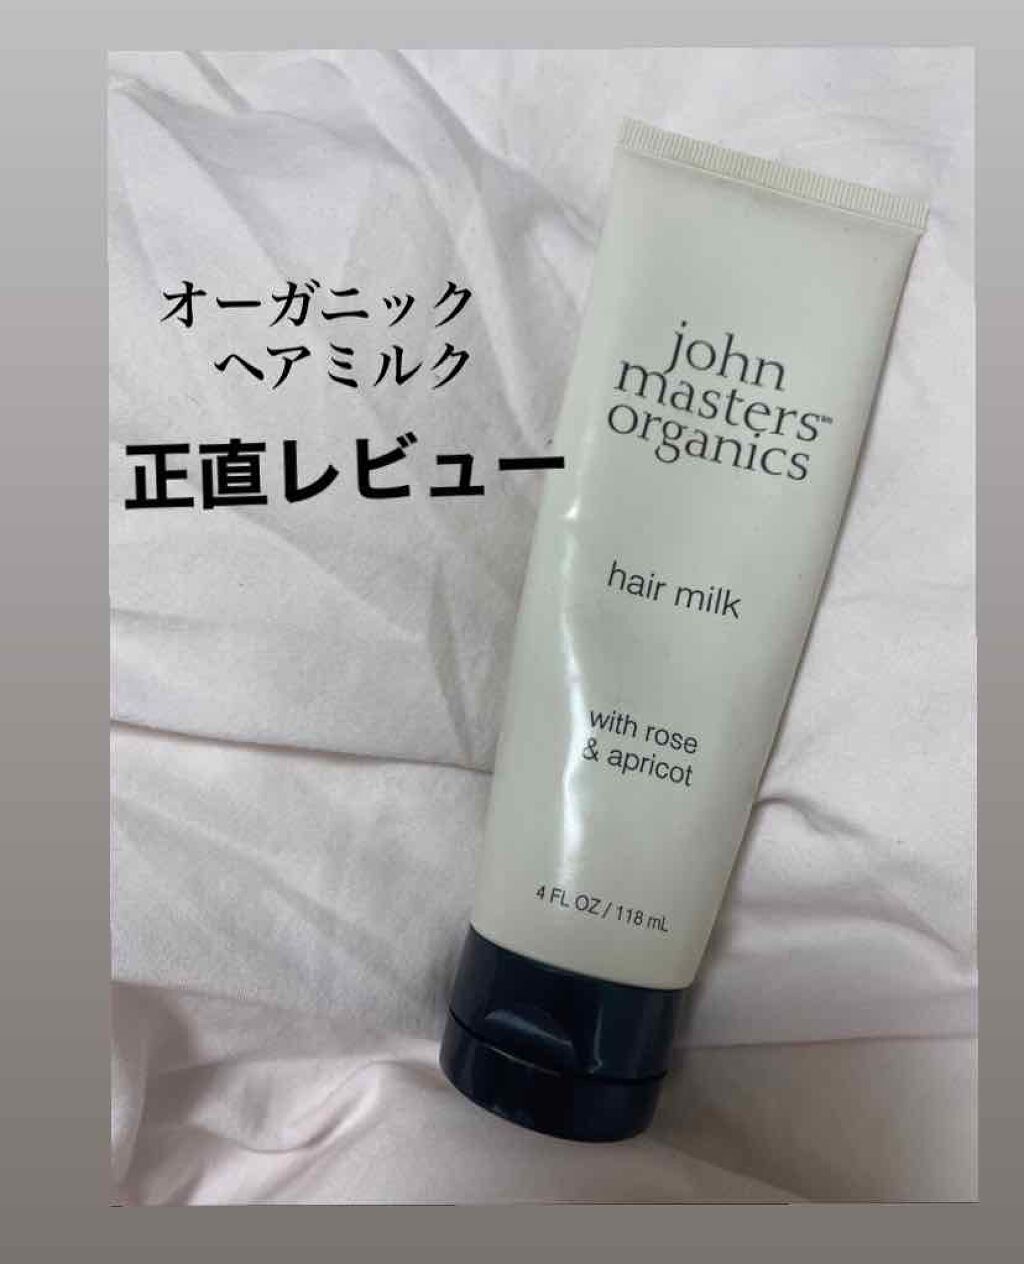 オーガニック
ヘアミルク
正直レビュー
john
masters™
organics
hair milk
with rose
& apricot
4 FL OZ / 118 mL